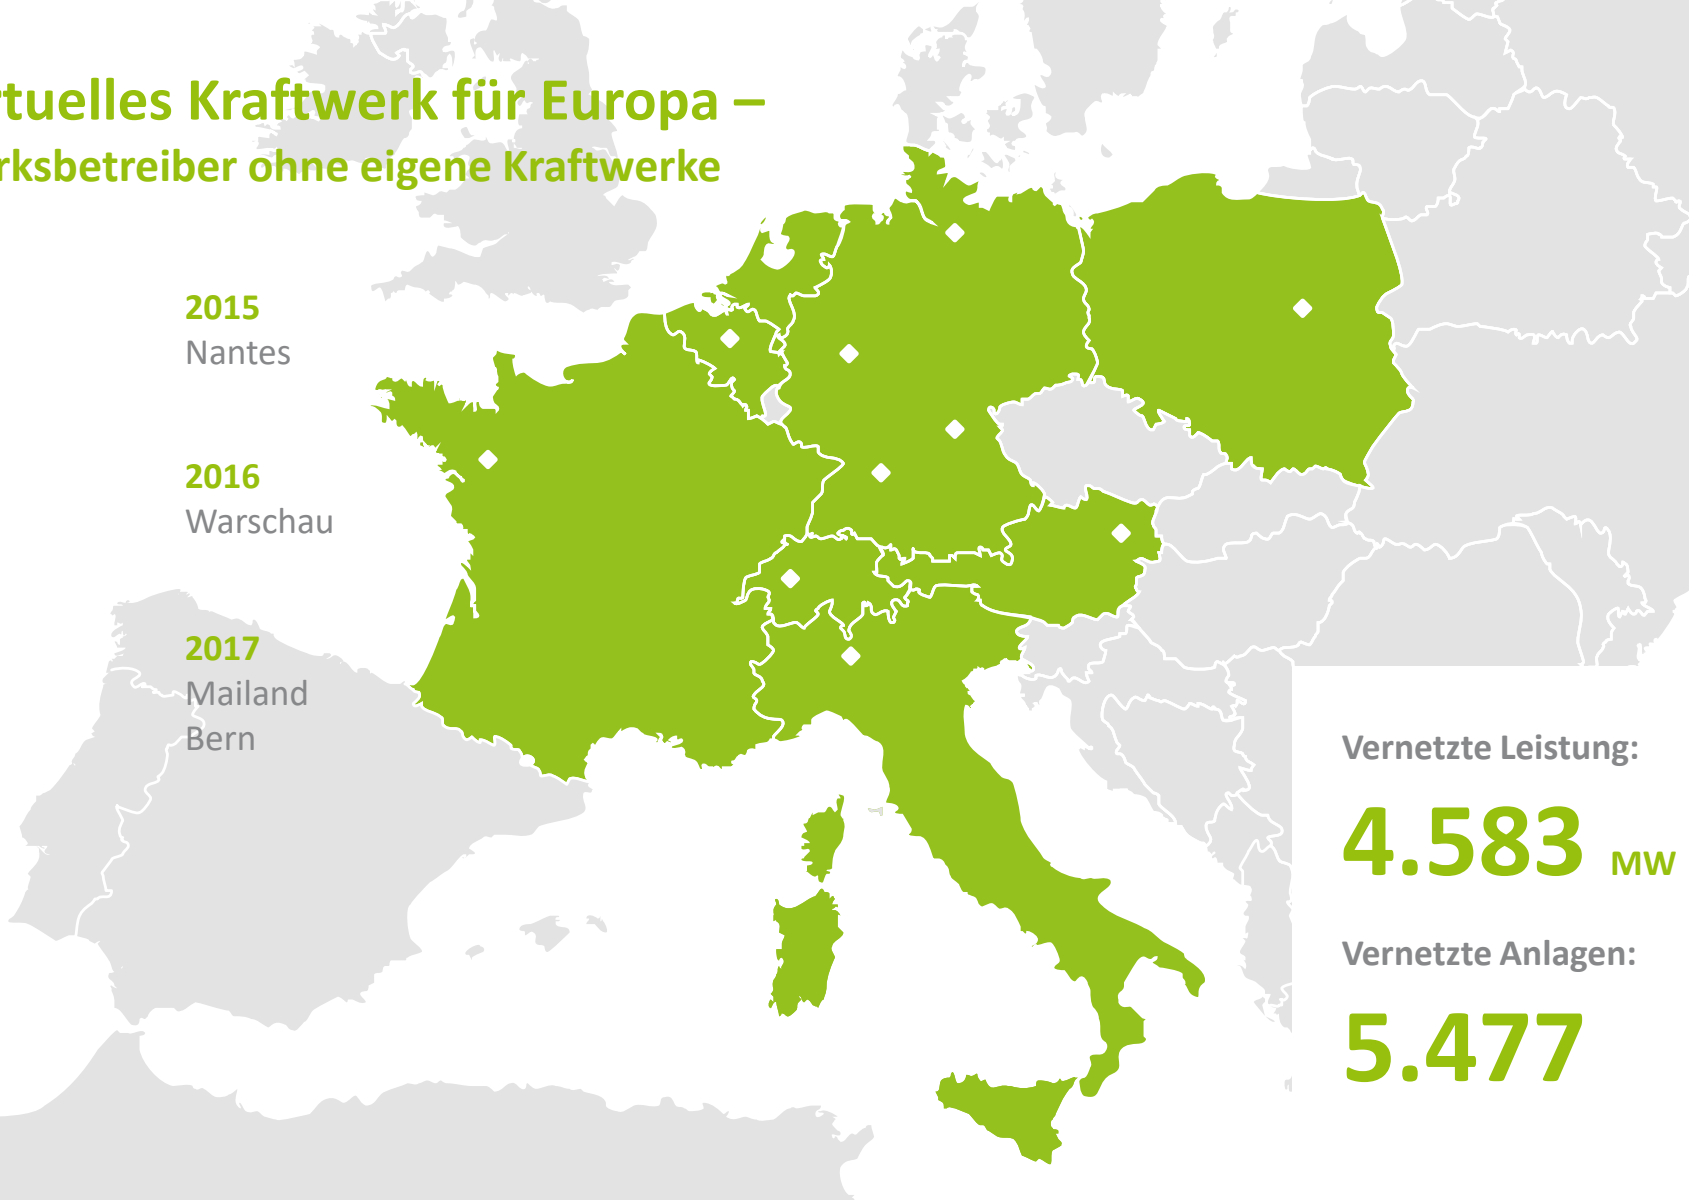 rtuelles Kraftwerk für Europa –
rksbetreiber ohne eigene Kraftwerke
2015
Nantes
2016
Warschau
2017
Mailand
Bern
Vernetzte Leistung:
4.583 MW
Vernetzte Anlagen:
5.477